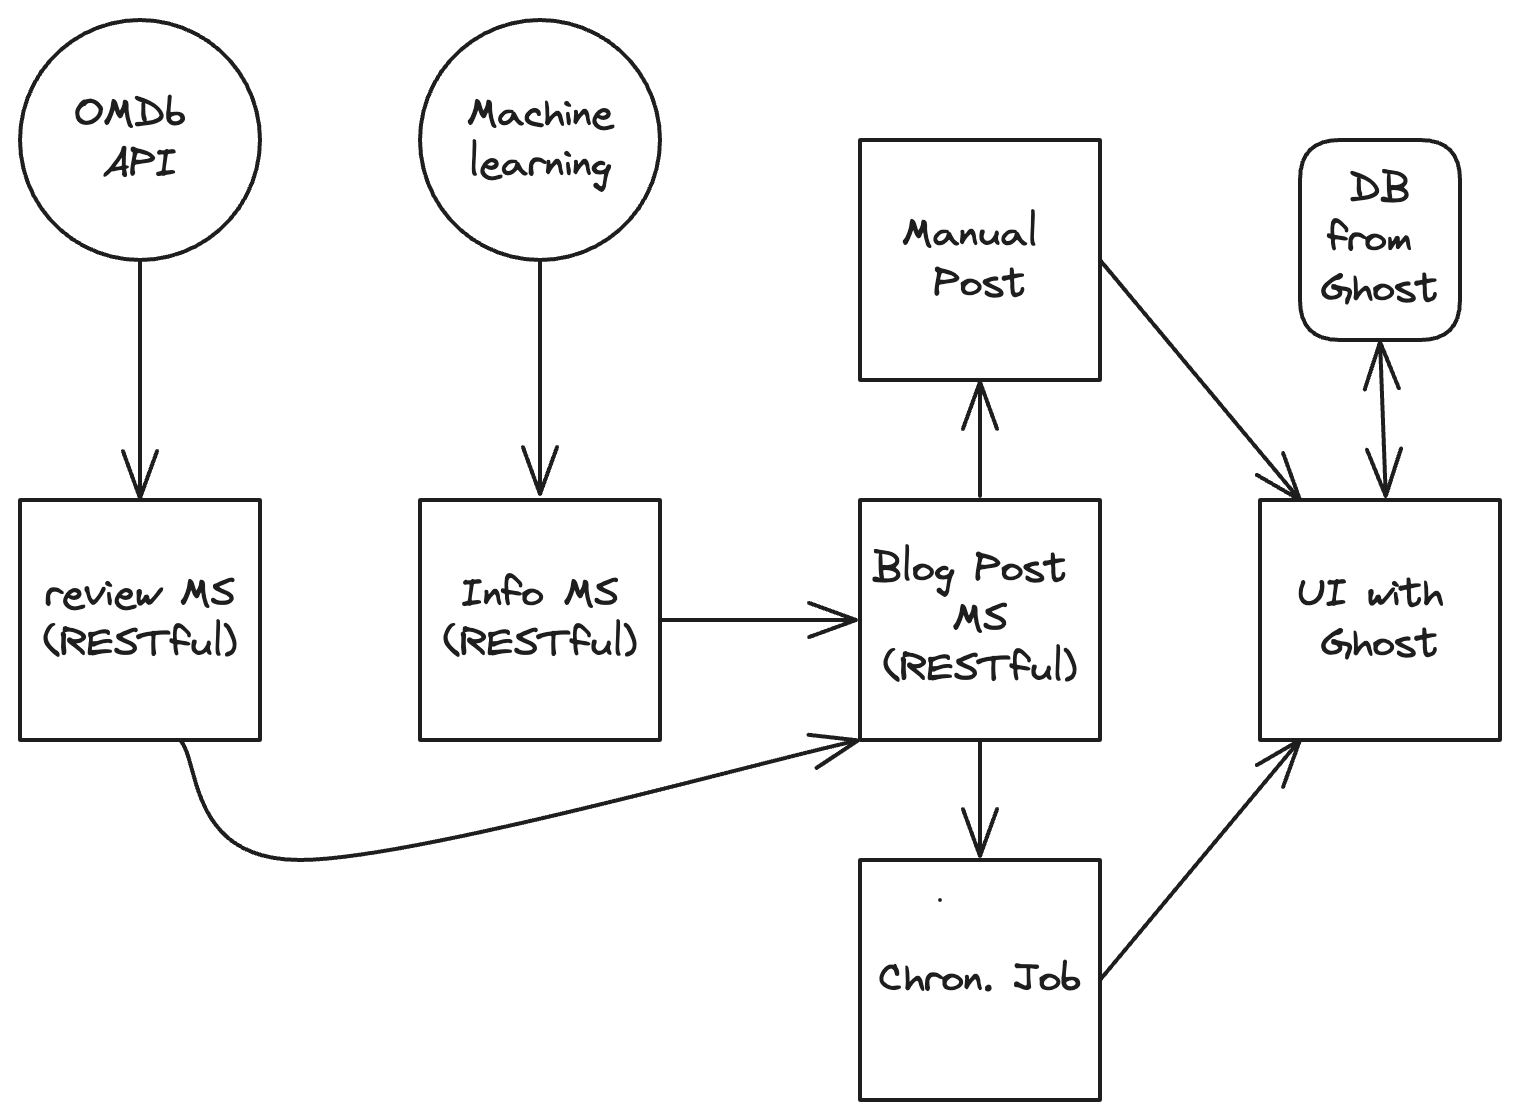 OMDb
API
Machine
learning
Manual
Post
DB
from
Ghost
review MS
(RESTful)
Info MS
(RESTful)
Blog Post
MS
(RESTful)
UI with
Ghost
Chron. Job